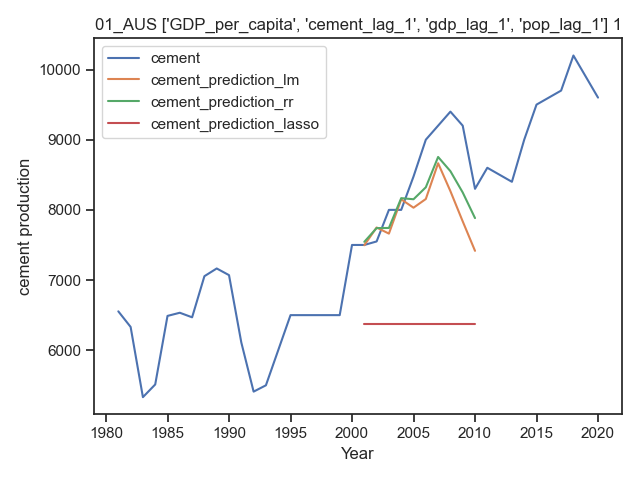 01_AUS ['GDP_per_capita', 'cement_lag_1', 'gdp_lag_1', 'pop_lag_1'] 1
cement
cement_prediction_lm
cement_prediction_rr
cement_prediction_lasso
10000
9000
8000
7000
6000
cement production
1980 1985 1990 1995 2000 2005 2010 2015 2020
Year